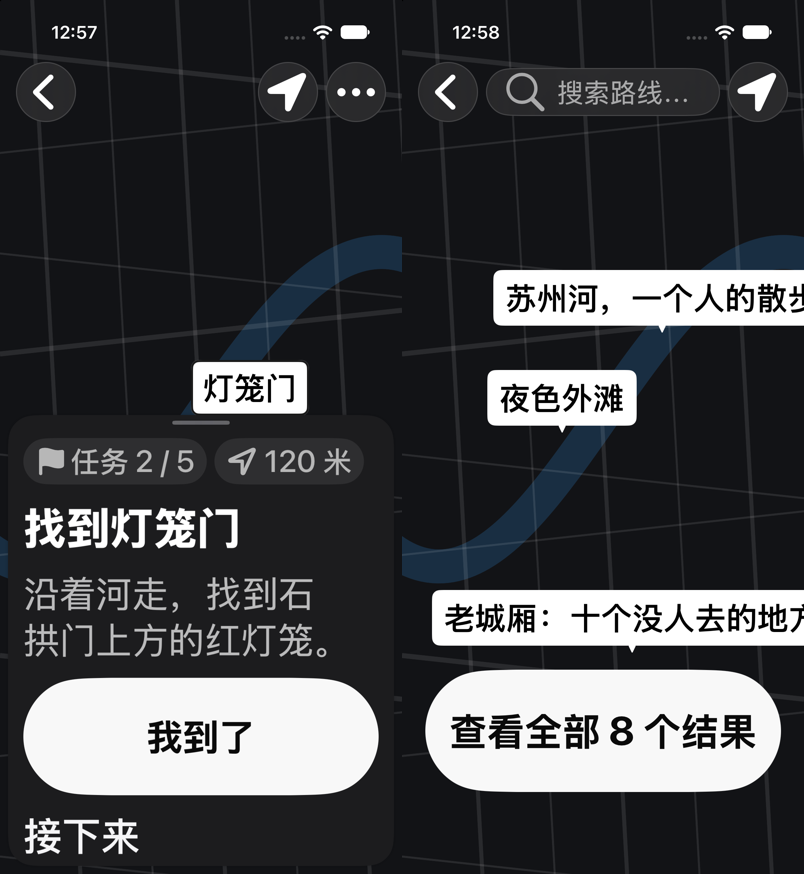 12:57
灯笼门
任务 2 / 5
120 米
找到灯笼门
沿着河走，找到石
拱门上方的红灯笼。
我到了
接下来
12:58
搜索路线…
苏州河，一个人的散步
夜色外滩
老城厢：十个没人去的地方
查看全部 8 个结果